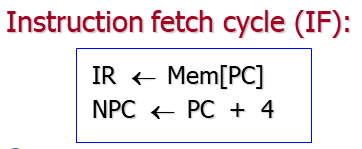 Instruction fetch cycle (IF):
IR ← Mem[PC]
NPC ← PC + 4